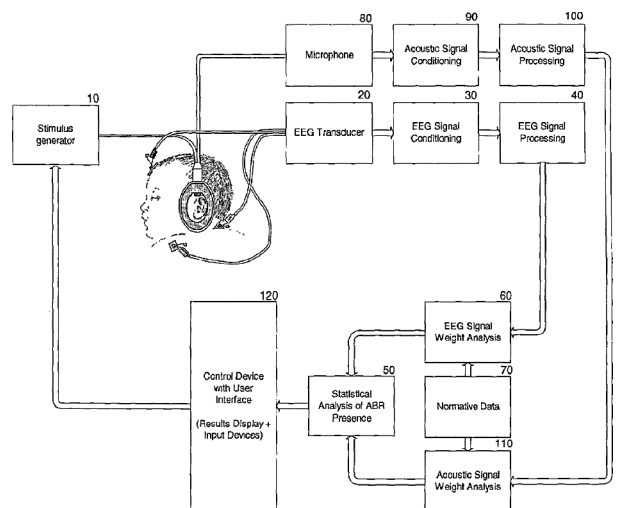 80
Microphone
90
Acoustic Signal
Conditioning
100
Acoustic Signal
Processing
10
Stimulus
generator
20
EEG Transducer
30
EEG Signal
Conditioning
40
EEG Signal
Processing
120
Control Device
with User
Interface
(Results Display +
Input Devices)
50
Statistical
Analysis of ABR
Presence
60
EEG Signal
Weight Analysis
70
Normative Data
110
Acoustic Signal
Weight Analysis